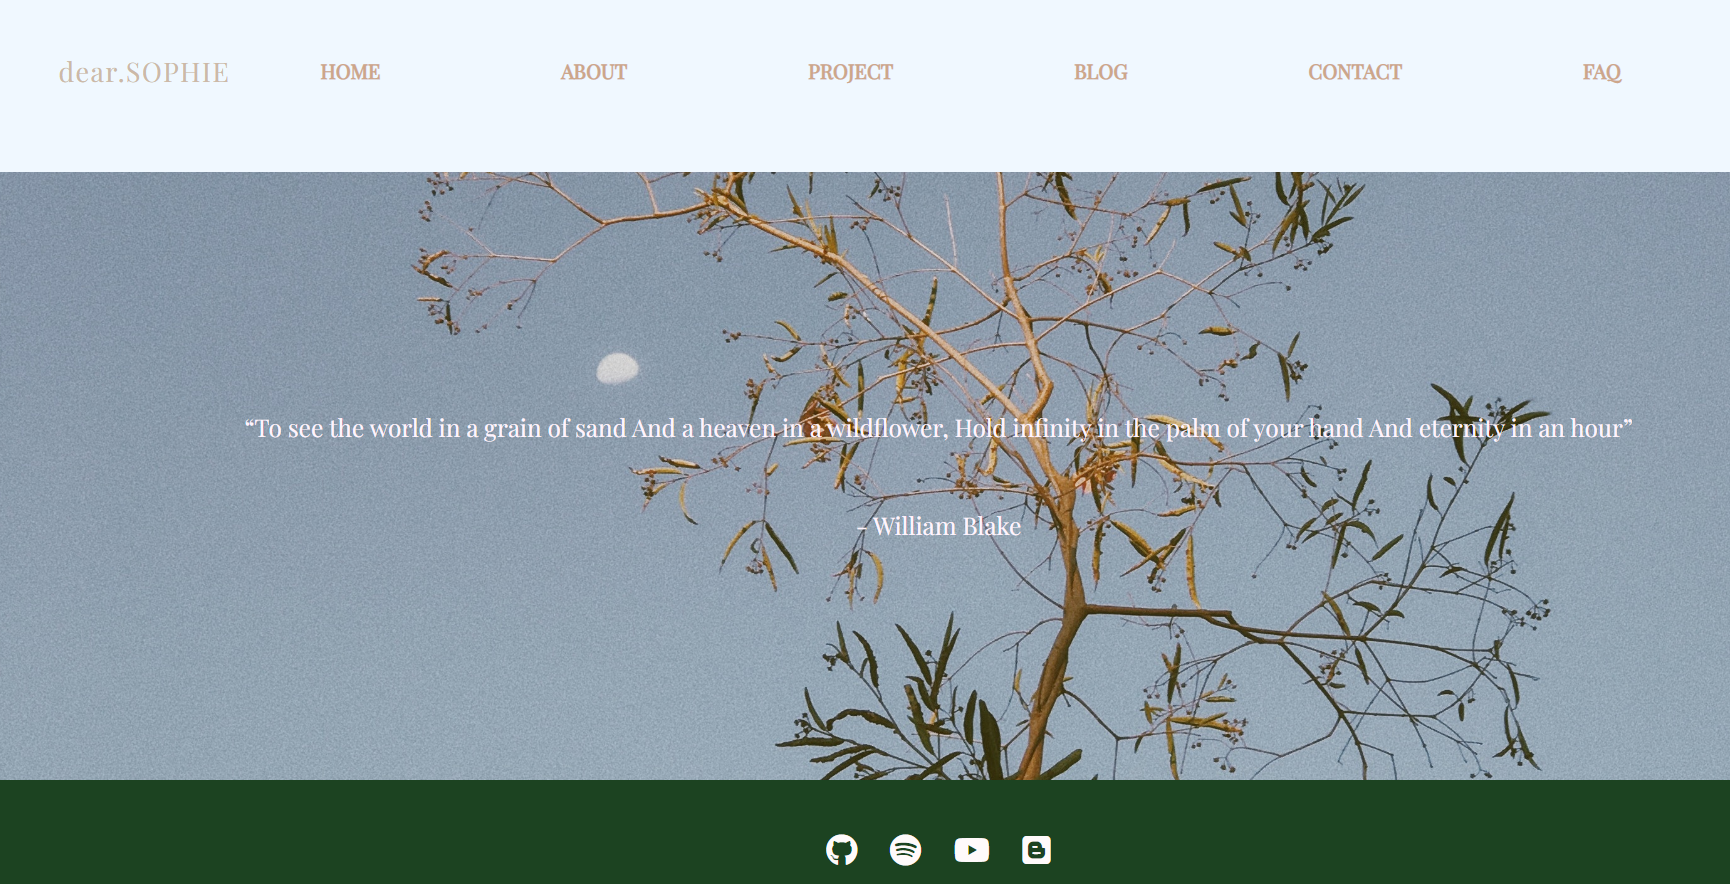 dear.SOPHIE HOME ABOUT PROJECT BLOG CONTACT FAQ
“To see the world in a grain of sand And a heaven in a wildflower, Hold infinity in the palm of your hand And eternity in an hour”
- William Blake